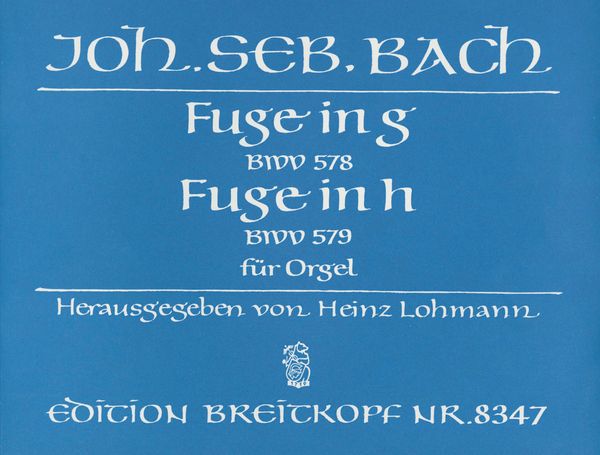 JOH. SEB. BACH
Fuge in g
BWV 578
Fuge in h
BWV 579
für Orgel
Herausgegeben von Heinz Lohmann
EDITION BREITKOPF NR. 8347